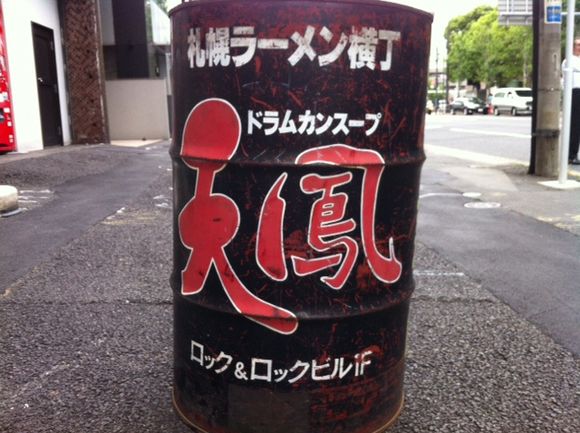 札幌ラーメン横丁
ドラムカンスープ
天鳳
ロック&ロックビル1F